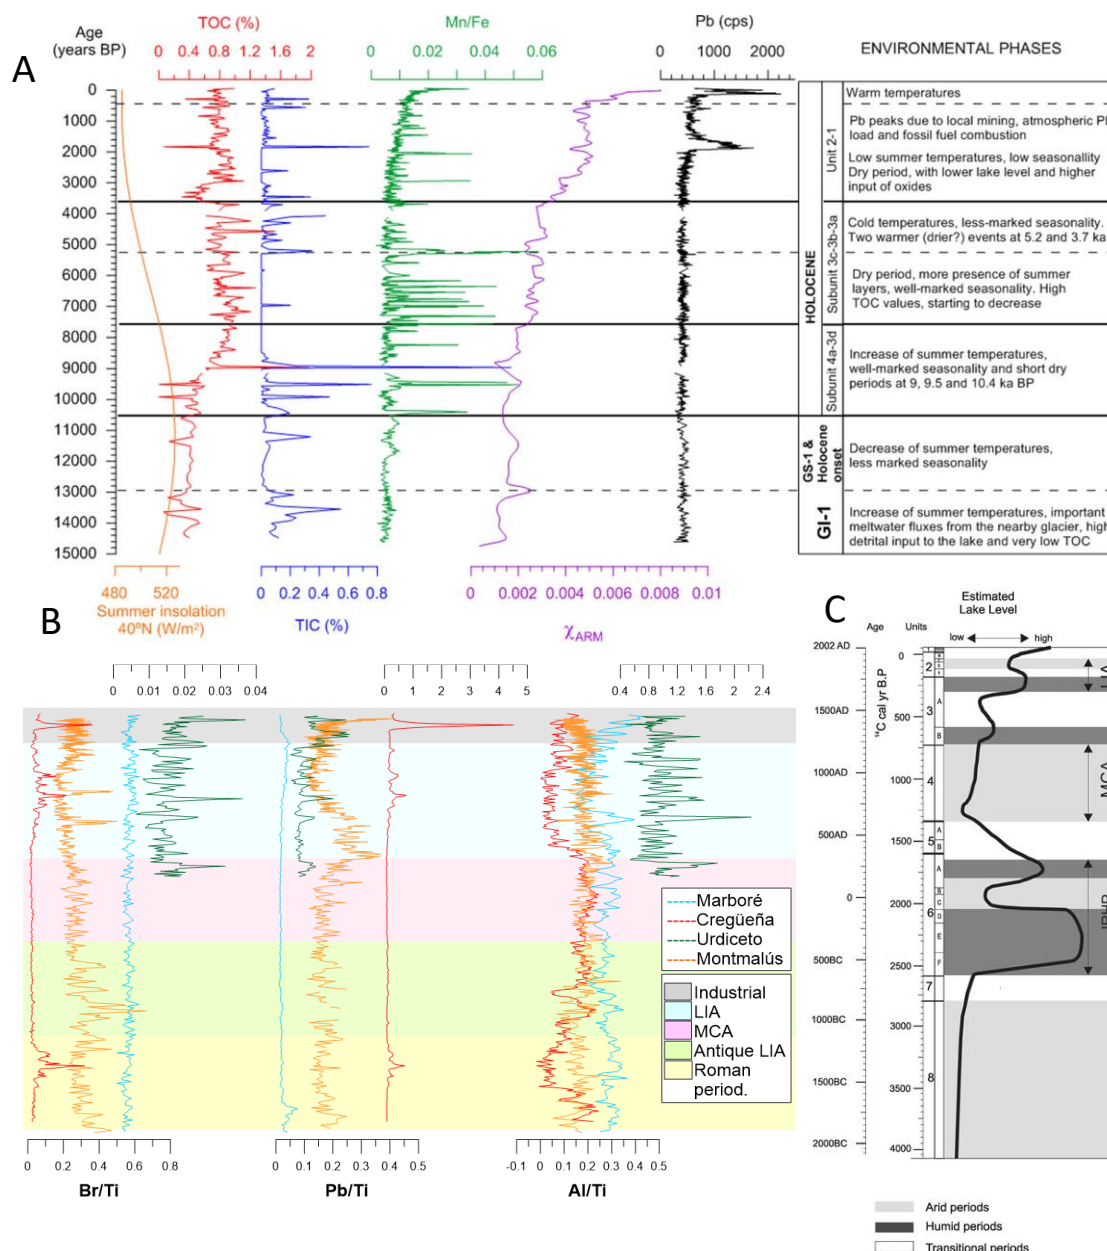 A
Age
(years BP)
TOC (%)
0 0.4 0.8 1.2 1.6 2
Mn/Fe
0 0.020 0.04 0.06
Pb (cps)
0 1000 2200
ENVIRONMENTAL PHASES
0
1000
2000
3000
4000
5000
6000
7000
8000
9000
10000
11000
12000
13000
14000
15000
HOLOCENE
GS-1 &
Holocene
onset
GI-1
Unit 2-1
Subunit 3c-3b-3a
Subunit 4a-3d
Warm temperatures
Pb peaks due to local mining, atmospheric Pb
load and fossil fuel combustion
Low summer temperatures, low seasonallity
Dry period, with lower lake level and higher
input of oxides
Cold temperatures, less-marked seasonality.
Two warmer (drier?) events at 5.2 and 3.7 ka
Dry period, more presence of summer
layers, well-marked seasonality. High
TOC values, starting to decrease
Increase of summer temperatures,
well-marked seasonality and short dry
periods at 9, 9.5 and 10.4 ka BP
Decrease of summer temperatures,
less marked seasonality
Increase of summer temperatures, important
meltwater fluxes from the nearby glacier, high
detrital input to the lake and very low TOC
480 520
Summer insolation
40ºN (W/m²)
0 0.2 0.4 0.6 0.8
TIC (%)
0 0.002 0.004 0.006 0.008 0.01
χARM
B
0 0.01 0.02 0.03 0.04
0 1 2 3 4 5
0.4 0.8 1.2 1.6 2 2.4
Marboré
Cregüeña
Urdiceto
Montmalús
Industrial
LIA
MCA
Antique LIA
Roman
period.
0 0.2 0.4 0.6 0.8
Br/Ti
0 0.1 0.2 0.3 0.4 0.5
Pb/Ti
-0.1 0 0.1 0.2 0.3 0.4 0.5
Al/Ti
C
Estimated
Lake Level
low high
Age
Units
¹⁴C cal yr B.P
2002 AD
1500AD
1000AD
500AD
0
500BC
1000BC
1500BC
2000BC
0
500
1000
1500
2000
2500
3000
3500
4000
2
3
4
5
6
7
8
A
B
A
B
A
B
C
D
E
F
LIA
MCA
IRHP
Arid periods
Humid periods
Transitional periods